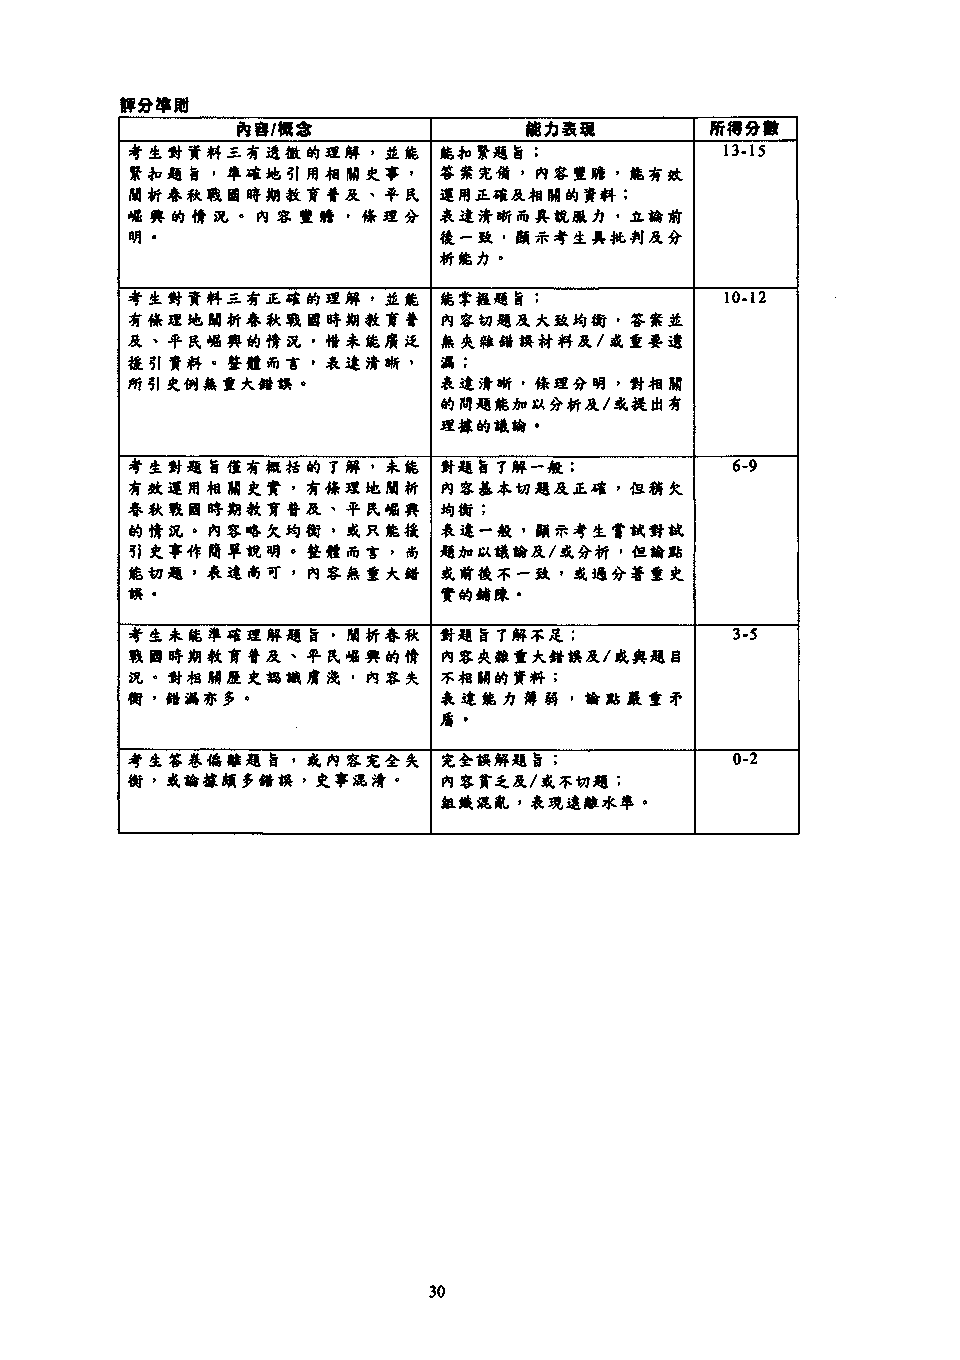 評分準則
內容/概念
能力表現
所得分數
考生對資料三有透徹的理解，並能
緊扣題旨，準確地引用相關史事，
闡析春秋戰國時期教育普及、平民
崛興的情況。內容豐贍，條理分
明。
能扣緊題旨；
答案完備，內容豐贍，能有效
運用正確及相關的資料；
表達清晰而具說服力，立論前
後一致，顯示考生具批判及分
析能力。
13-15
考生對資料三有正確的理解，並能
有條理地闡析春秋戰國時期教育普
及、平民崛興的情況，惜未能廣泛
援引資料。整體而言，表達清晰，
所引史例無重大錯誤。
能掌握題旨；
內容切題及大致均衡，答案並
無夾雜錯誤材料及/或重要遺
漏；
表達清晰，條理分明，對相關
的問題能加以分析及/或提出有
理據的議論。
10-12
考生對題旨僅有概括的了解，未能
有效運用相關史實，有條理地闡析
春秋戰國時期教育普及、平民崛興
的情況。內容略欠均衡，或只能援
引史事作簡單說明。整體而言，尚
能切題，表達尚可，內容無重大錯
誤。
對題旨了解一般；
內容基本切題及正確，但稍欠
均衡；
表達一般，顯示考生嘗試對試
題加以議論及/或分析，但論點
或前後不一致，或過分著重史
實的鋪陳。
6-9
考生未能準確理解題旨，闡析春秋
戰國時期教育普及、平民崛興的情
況。對相關歷史認識膚淺，內容失
衡，錯漏亦多。
對題旨了解不足；
內容夾雜重大錯誤及/或與題目
不相關的資料；
表達能力薄弱，論點嚴重矛
盾。
3-5
考生答卷偏離題旨，或內容完全失
衡，或論據頗多錯誤，史事混淆。
完全誤解題旨；
內容貧乏及/或不切題；
組織混亂，表現遠離水準。
0-2
30